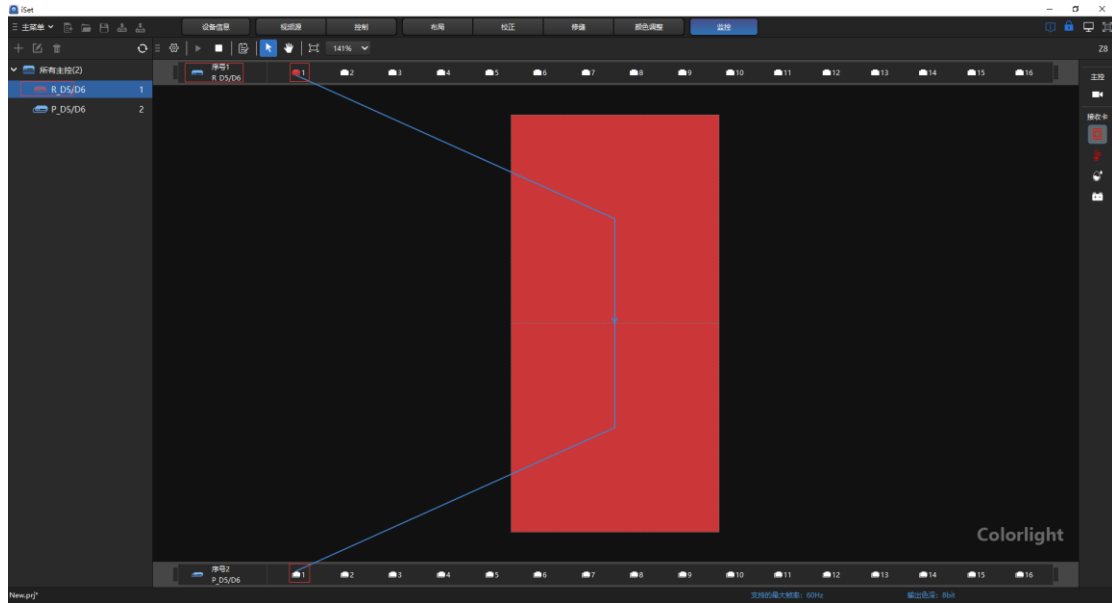 iSet
主菜单
设备信息 视频源 控制 布局 校正 修缝 颜色调整 监控
141%
Z8
所有主控(2)
R_D5/D6 1
P_D5/D6 2
序号1
R_D5/D6
1 2 3 4 5 6 7 8 9 10 11 12 13 14 15 16
主控
接收卡
Colorlight
序号2
P_D5/D6
1 2 3 4 5 6 7 8 9 10 11 12 13 14 15 16
New.prj*
支持的最大帧率：60Hz 输出色深：8bit